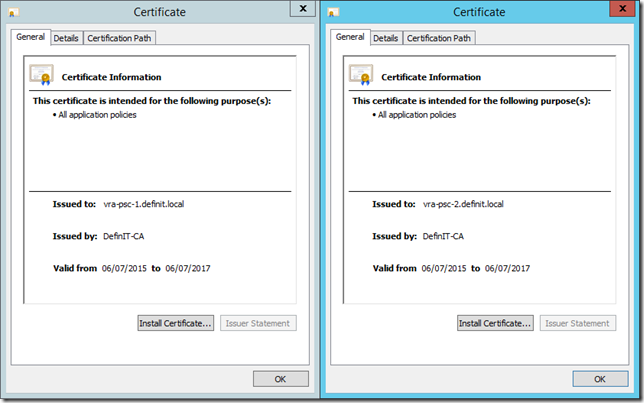 Certificate
x
General Details Certification Path
Certificate Information
This certificate is intended for the following purpose(s):
• All application policies
Issued to: vra-psc-1.definit.local
Issued by: DefinIT-CA
Valid from 06/07/2015 to 06/07/2017
Install Certificate... Issuer Statement
OK
Certificate
x
General Details Certification Path
Certificate Information
This certificate is intended for the following purpose(s):
• All application policies
Issued to: vra-psc-2.definit.local
Issued by: DefinIT-CA
Valid from 06/07/2015 to 06/07/2017
Install Certificate... Issuer Statement
OK